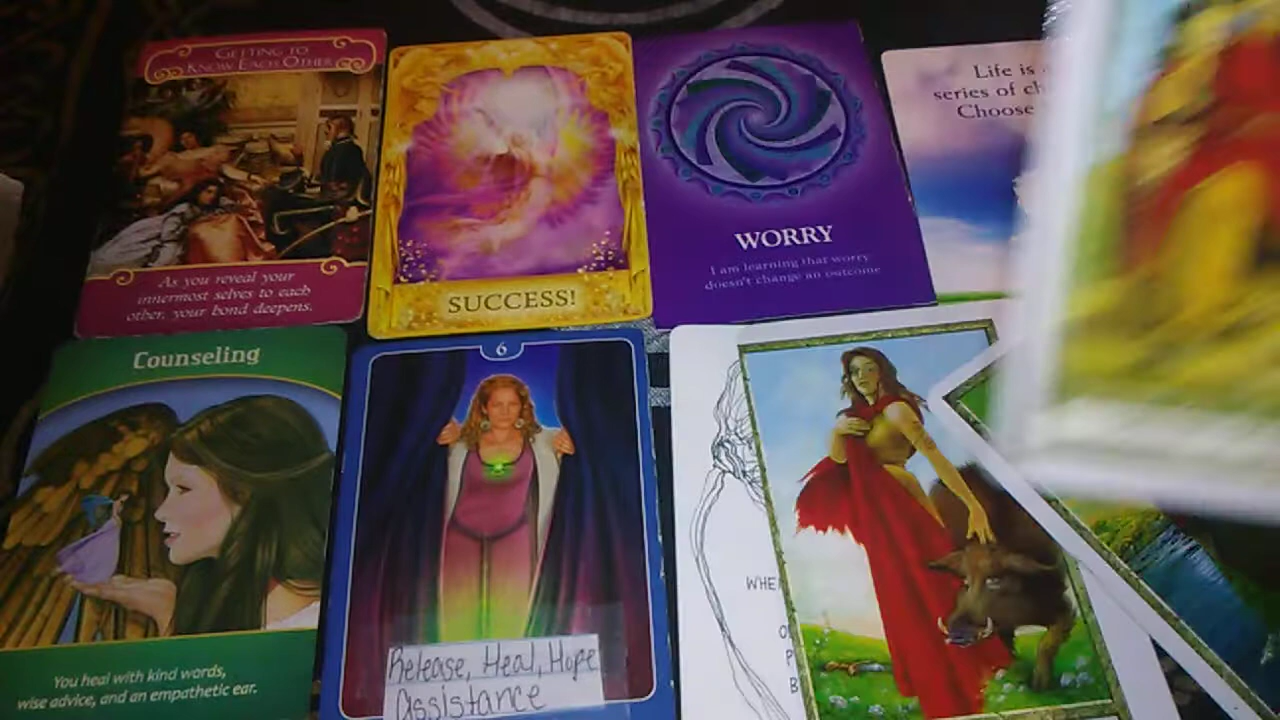 GETTING TO
KNOW EACH OTHER
As you reveal your
innermost selves to each
other, your bond deepens.
SUCCESS!
WORRY
I am learning that worry
doesn't change an outcome
Life is
series of
Choose
Counseling
You heal with kind words,
wise advice, and an empathetic ear.
6
Release, Heal, Hope
Assistance